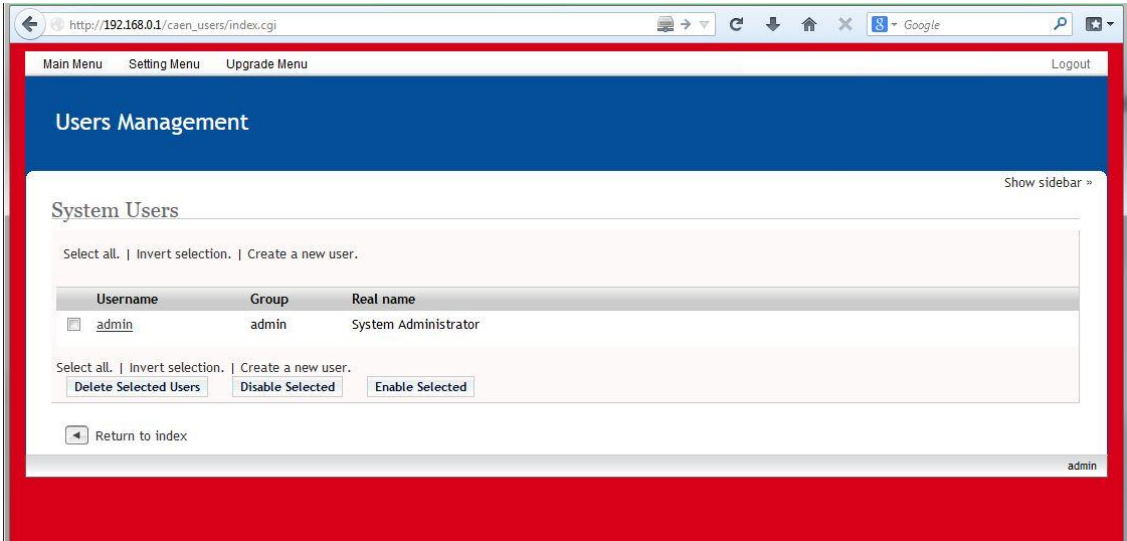 http://192.168.0.1/caen_users/index.cgi 8 Google
Main Menu Setting Menu Upgrade Menu Logout
Users Management
Show sidebar »
System Users
Select all. | Invert selection. | Create a new user.
Username Group Real name
admin admin System Administrator
Select all. | Invert selection. | Create a new user.
Delete Selected Users Disable Selected Enable Selected
Return to index
admin